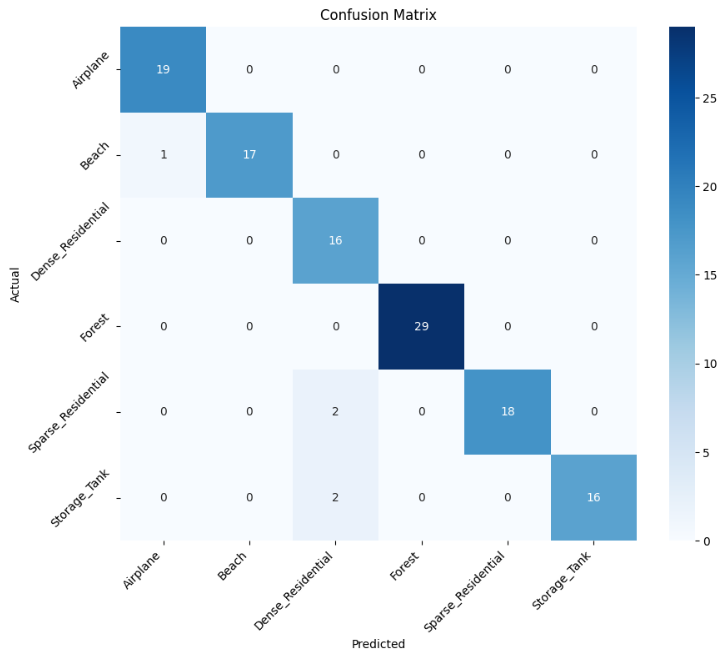 Confusion Matrix
Airplane 19 0 0 0 0 0
Beach 1 17 0 0 0 0
Dense_Residential 0 0 16 0 0 0
Forest 0 0 0 29 0 0
Sparse_Residential 0 0 2 0 18 0
Storage_Tank 0 0 2 0 0 16
Actual
Airplane Beach Dense_Residential Forest Sparse_Residential Storage_Tank
Predicted
25
20
15
10
5
0